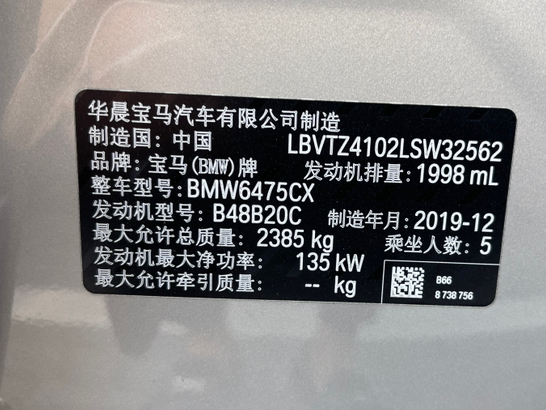 华晨宝马汽车有限公司制造
制造国: 中国 LBVTZ4102LSW32562
品牌: 宝马(BMW)牌 发动机排量: 1998 mL
整车型号: BMW6475CX
发动机型号: B48B20C 制造年月: 2019-12
最大允许总质量: 2385 kg 乘坐人数: 5
发动机最大净功率: 135 kW
最大允许牵引质量: -- kg
B66
8 738 756